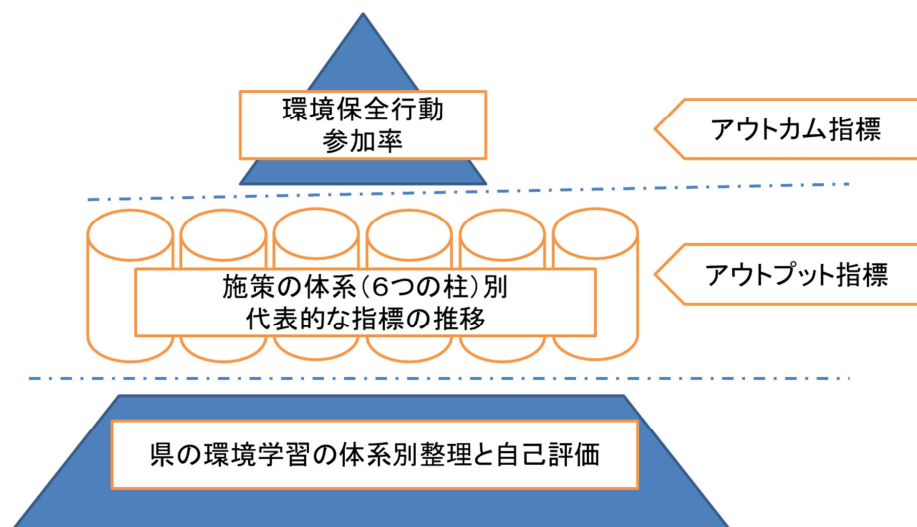 環境保全行動
参加率
アウトカム指標
施策の体系(6つの柱)別
代表的な指標の推移
アウトプット指標
県の環境学習の体系別整理と自己評価